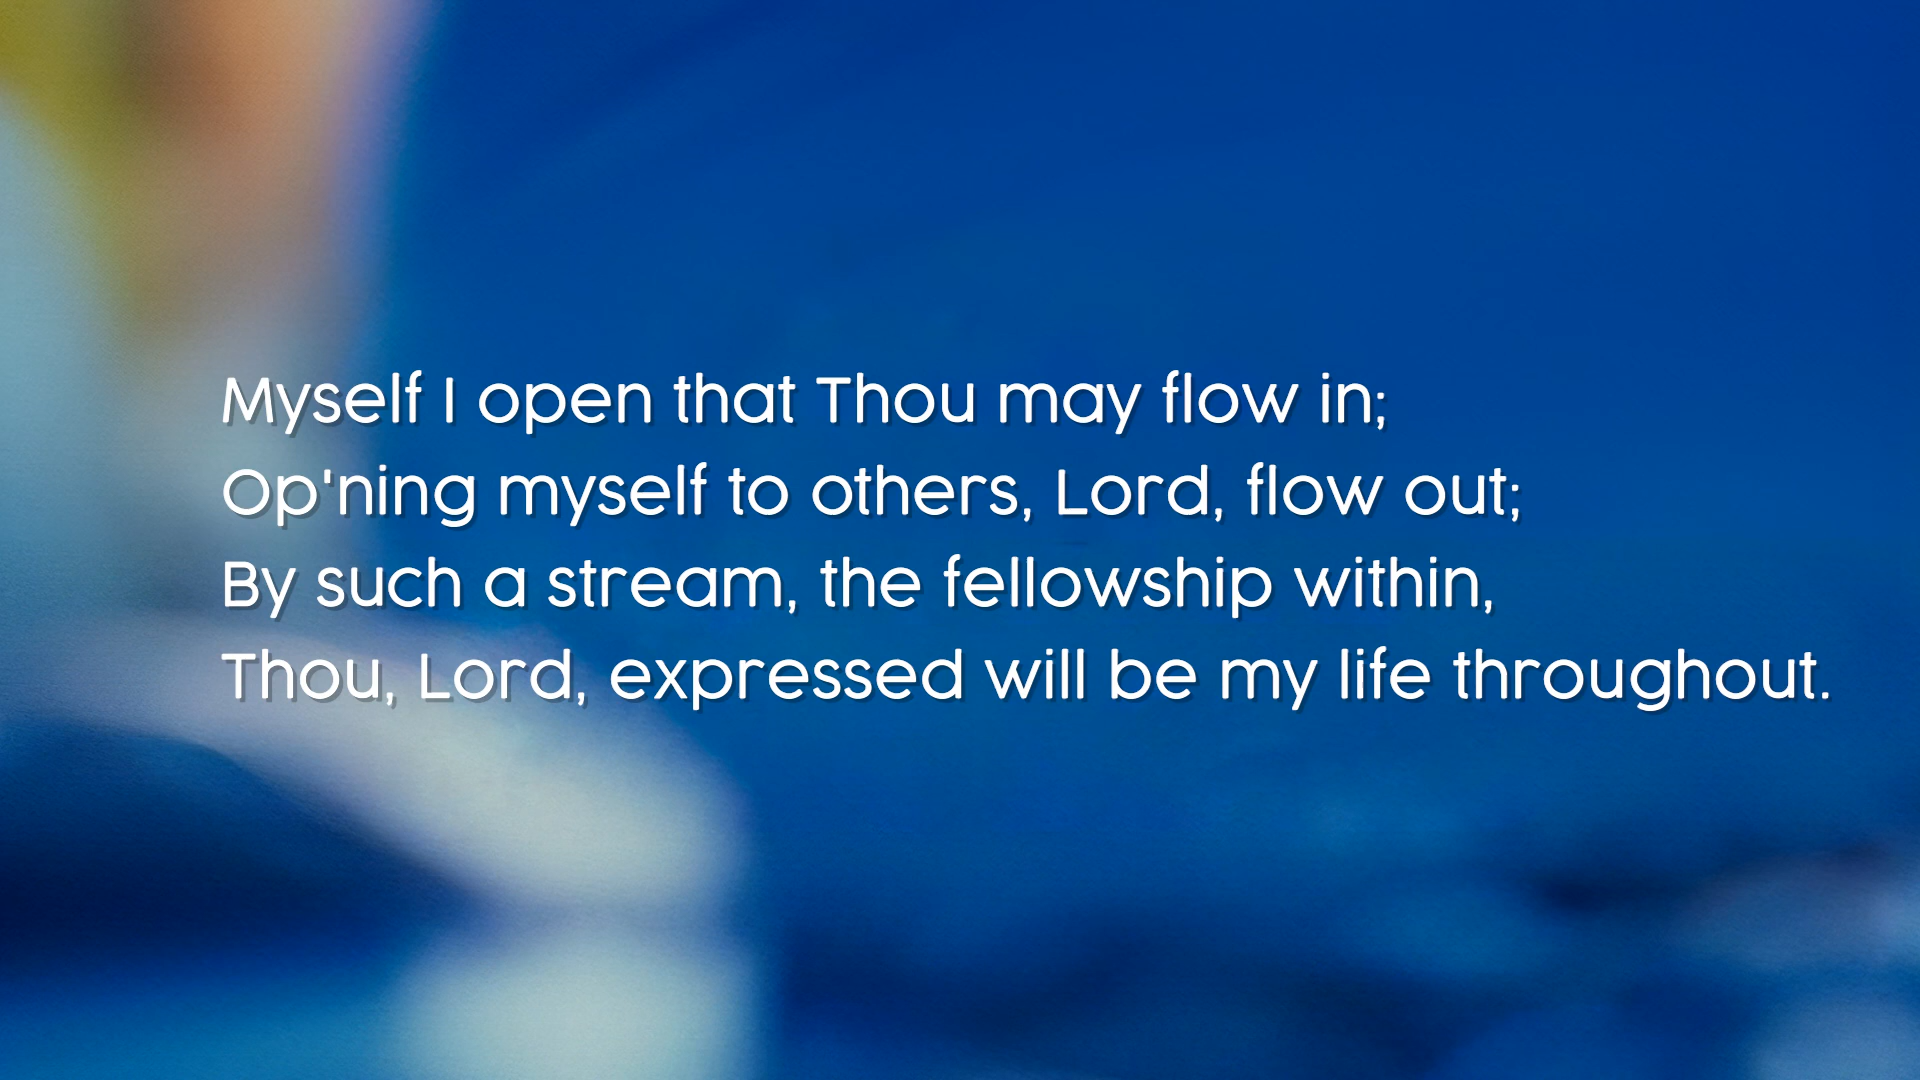 Myself I open that Thou may flow in;
Op'ning myself to others, Lord, flow out;
By such a stream, the fellowship within,
Thou, Lord, expressed will be my life throughout.